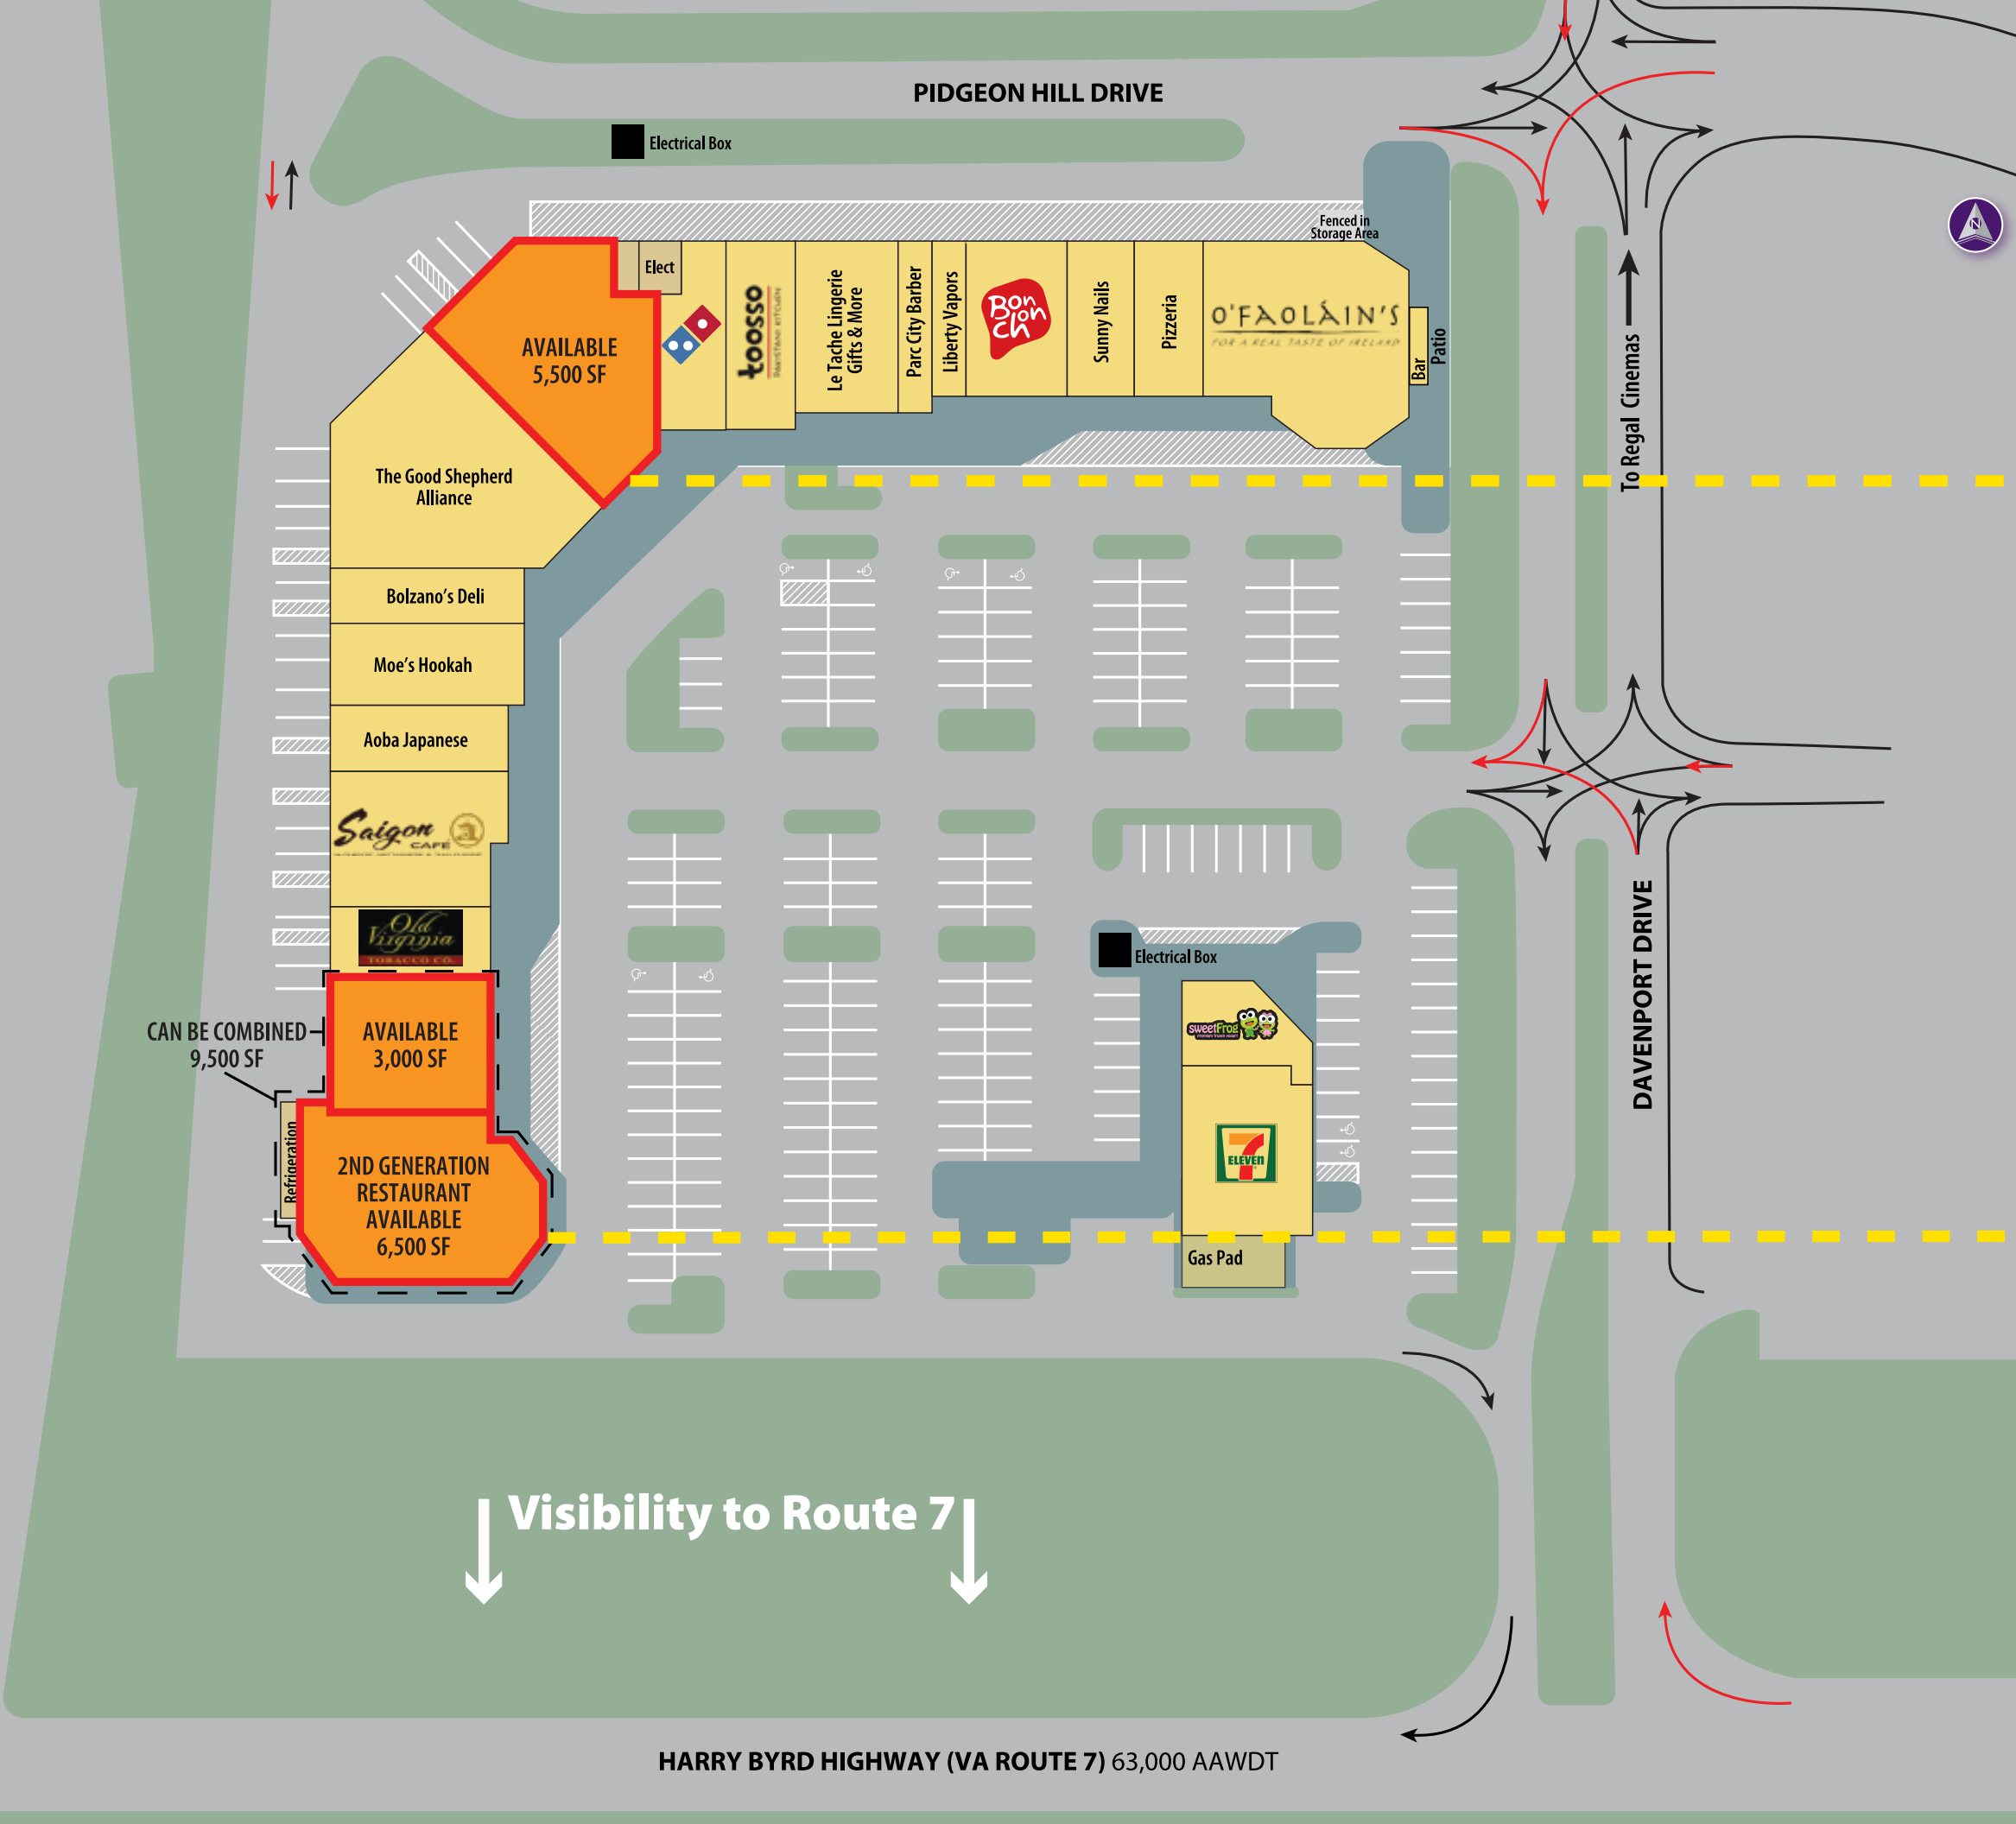 PIDGEON HILL DRIVE
Electrical Box
N
Fenced in
Storage Area
Elect
AVAILABLE
5,500 SF
toosso
PAKISTANI KITCHEN
Le Tache Lingerie
Gifts & More
Parc City Barber
Liberty Vapors
BonChon
Sunny Nails
Pizzeria
O'FAOLÁIN'S
FOR A REAL TASTE OF IRELAND
Bar
Patio
To Regal Cinemas
The Good Shepherd
Alliance
Bolzano's Deli
Moe's Hookah
Aoba Japanese
Saigon
CAFÉ
Old
Virginia
TOBACCO CO.
CAN BE COMBINED
9,500 SF
AVAILABLE
3,000 SF
Refrigeration
2ND GENERATION
RESTAURANT
AVAILABLE
6,500 SF
Electrical Box
sweetFrog
7
ELEVEN
Gas Pad
DAVENPORT DRIVE
Visibility to Route 7
HARRY BYRD HIGHWAY (VA ROUTE 7) 63,000 AAWDT